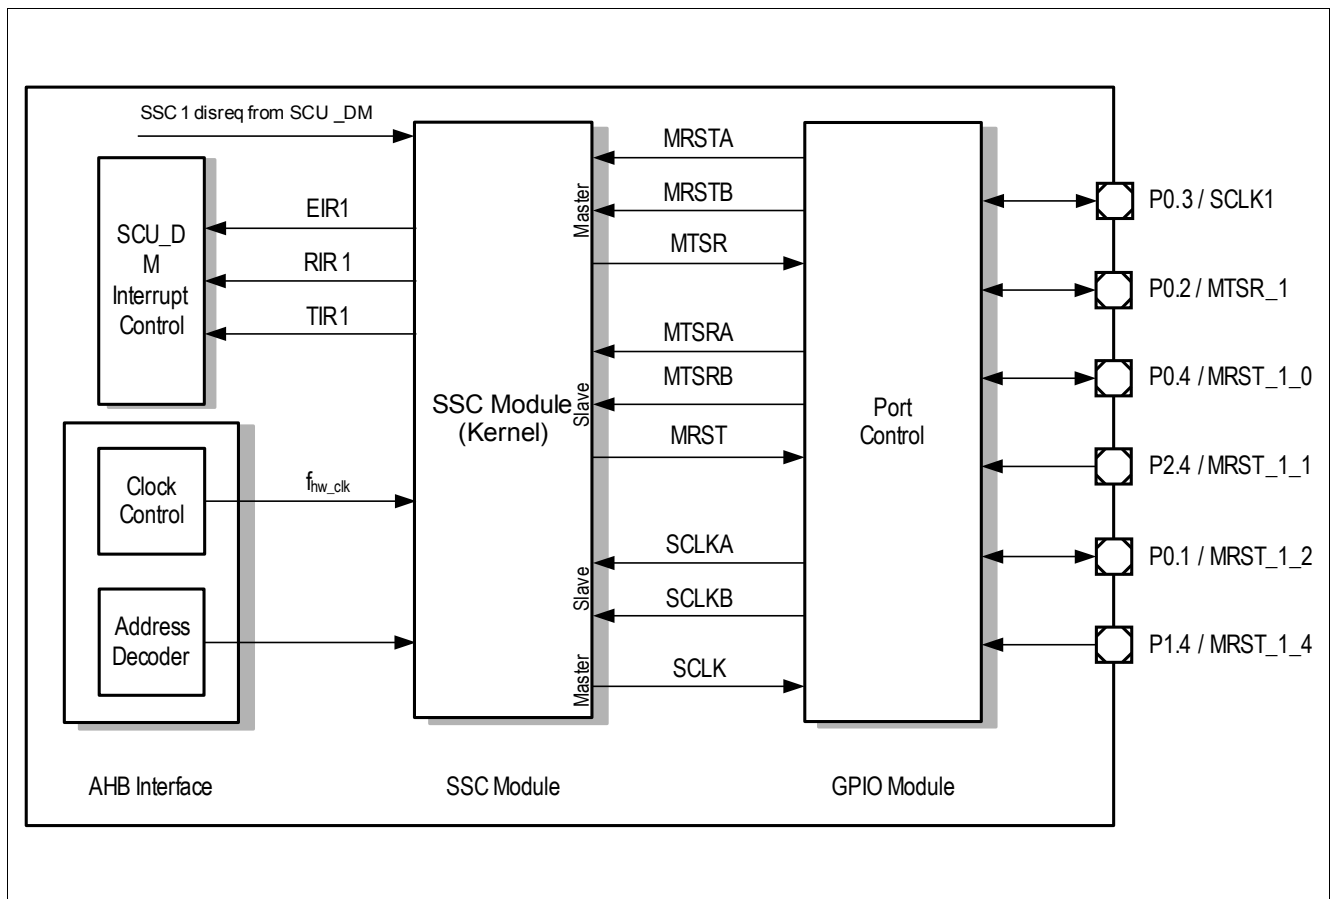 SSC 1 disreq from SCU _DM
SCU_D
M
Interrupt
Control
EIR1
RIR 1
TIR1
Clock
Control
fhw_clk
Address
Decoder
AHB Interface
SSC Module
(Kernel)
Master
Slave
Slave
Master
SSC Module
MRSTA
MRSTB
MTSR
MTSRA
MTSRB
MRST
SCLKA
SCLKB
SCLK
Port
Control
GPIO Module
P0.3 / SCLK1
P0.2 / MTSR_1
P0.4 / MRST_1_0
P2.4 / MRST_1_1
P0.1 / MRST_1_2
P1.4 / MRST_1_4